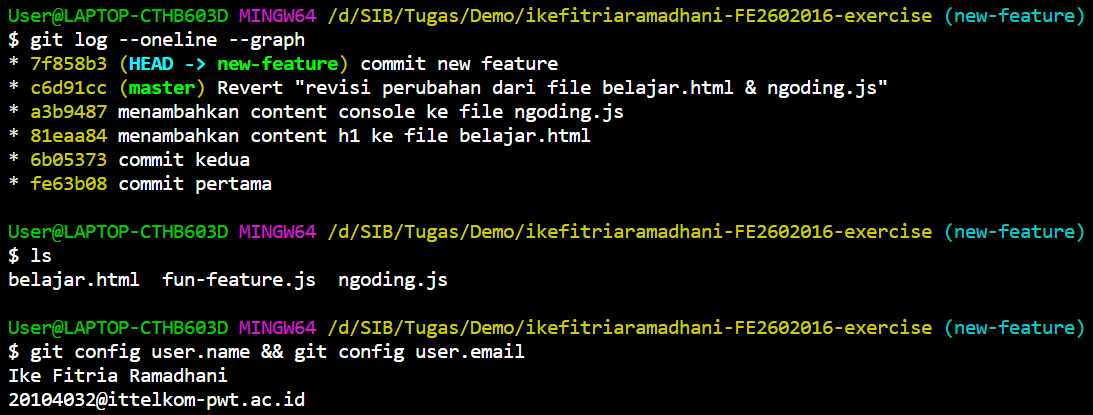 User@LAPTOP-CTHB603D MINGW64 /d/SIB/Tugas/Demo/ikefitriaramadhani-FE2602016-exercise (new-feature)
$ git log --oneline --graph
* 7f858b3 (HEAD -> new-feature) commit new feature
* c6d91cc (master) Revert "revisi perubahan dari file belajar.html & ngoding.js"
* a3b9487 menambahkan content console ke file ngoding.js
* 81eaa84 menambahkan content h1 ke file belajar.html
* 6b05373 commit kedua
* fe63b08 commit pertama
User@LAPTOP-CTHB603D MINGW64 /d/SIB/Tugas/Demo/ikefitriaramadhani-FE2602016-exercise (new-feature)
$ ls
belajar.html  fun-feature.js  ngoding.js
User@LAPTOP-CTHB603D MINGW64 /d/SIB/Tugas/Demo/ikefitriaramadhani-FE2602016-exercise (new-feature)
$ git config user.name && git config user.email
Ike Fitria Ramadhani
20104032@ittelkom-pwt.ac.id